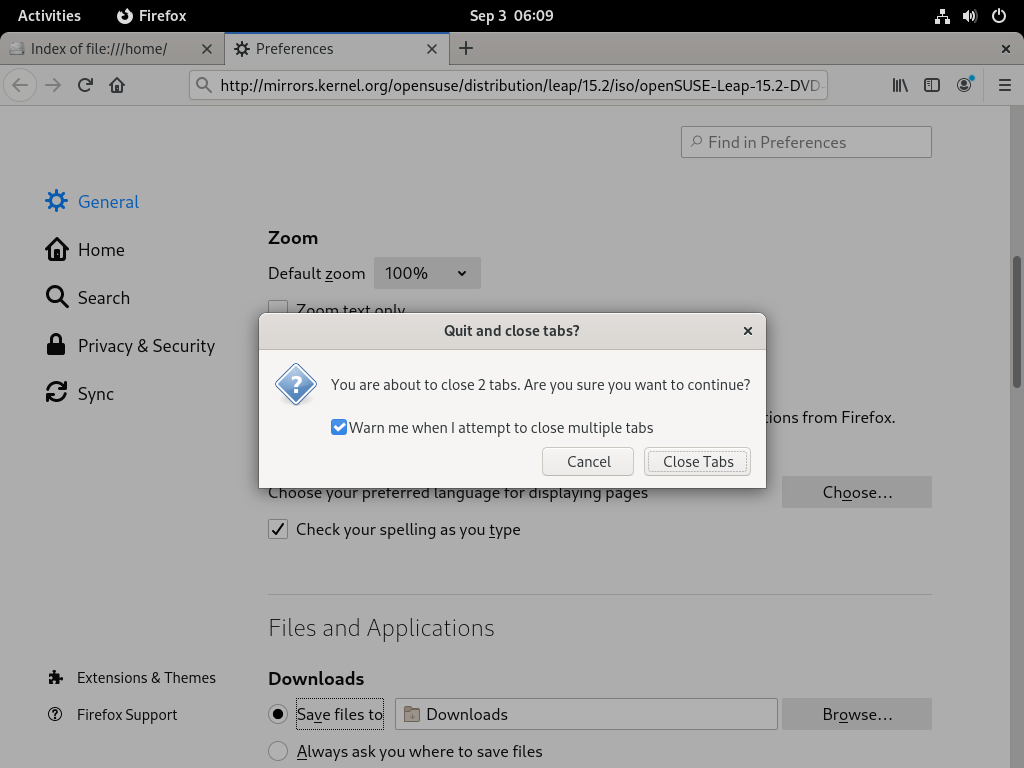 Activities Firefox Sep 3 06:09
Index of file:///home/ Preferences
http://mirrors.kernel.org/opensuse/distribution/leap/15.2/iso/openSUSE-Leap-15.2-DVD-
Find in Preferences
General
Home
Search
Privacy & Security
Sync
Extensions & Themes
Firefox Support
Zoom
Default zoom 100%
Zoom text only
Quit and close tabs?
You are about to close 2 tabs. Are you sure you want to continue?
Warn me when I attempt to close multiple tabs
Cancel Close Tabs
tions from Firefox.
Choose your preferred language for displaying pages Choose…
Check your spelling as you type
Files and Applications
Downloads
Save files to Downloads Browse…
Always ask you where to save files